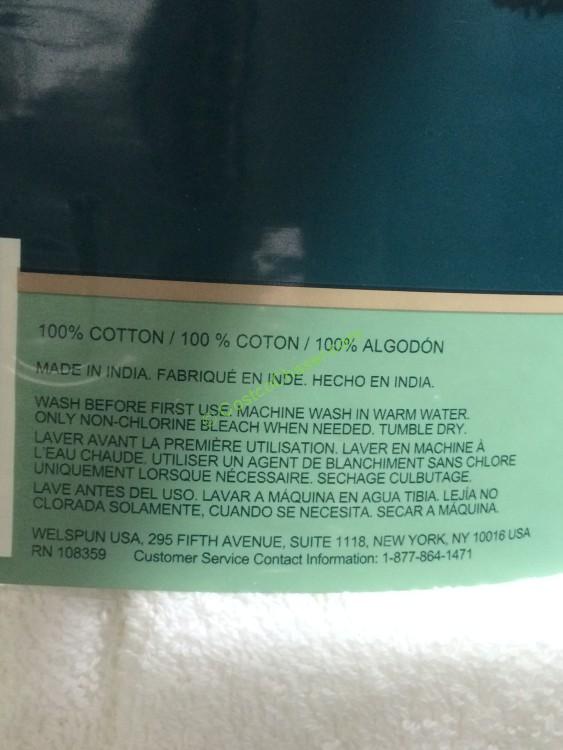 100% COTTON / 100 % COTON / 100% ALGODÓN
MADE IN INDIA. FABRIQUÉ EN INDE. HECHO EN INDIA.
WASH BEFORE FIRST USE. MACHINE WASH IN WARM WATER.
ONLY NON-CHLORINE BLEACH WHEN NEEDED. TUMBLE DRY.
LAVER AVANT LA PREMIÈRE UTILISATION. LAVER EN MACHINE À
L'EAU CHAUDE, UTILISER UN AGENT DE BLANCHIMENT SANS CHLORE
UNIQUEMENT LORSQUE NÉCESSAIRE. SECHAGE CULBUTAGE.
LAVE ANTES DEL USO. LAVAR A MÁQUINA EN AGUA TIBIA. LEJÍA NO
CLORADA SOLAMENTE, CUANDO SE NECESITA. SECAR A MÁQUINA.
WELSPUN USA, 295 FIFTH AVENUE, SUITE 1118, NEW YORK, NY 10016 USA
RN 108359 Customer Service Contact Information: 1-877-864-1471